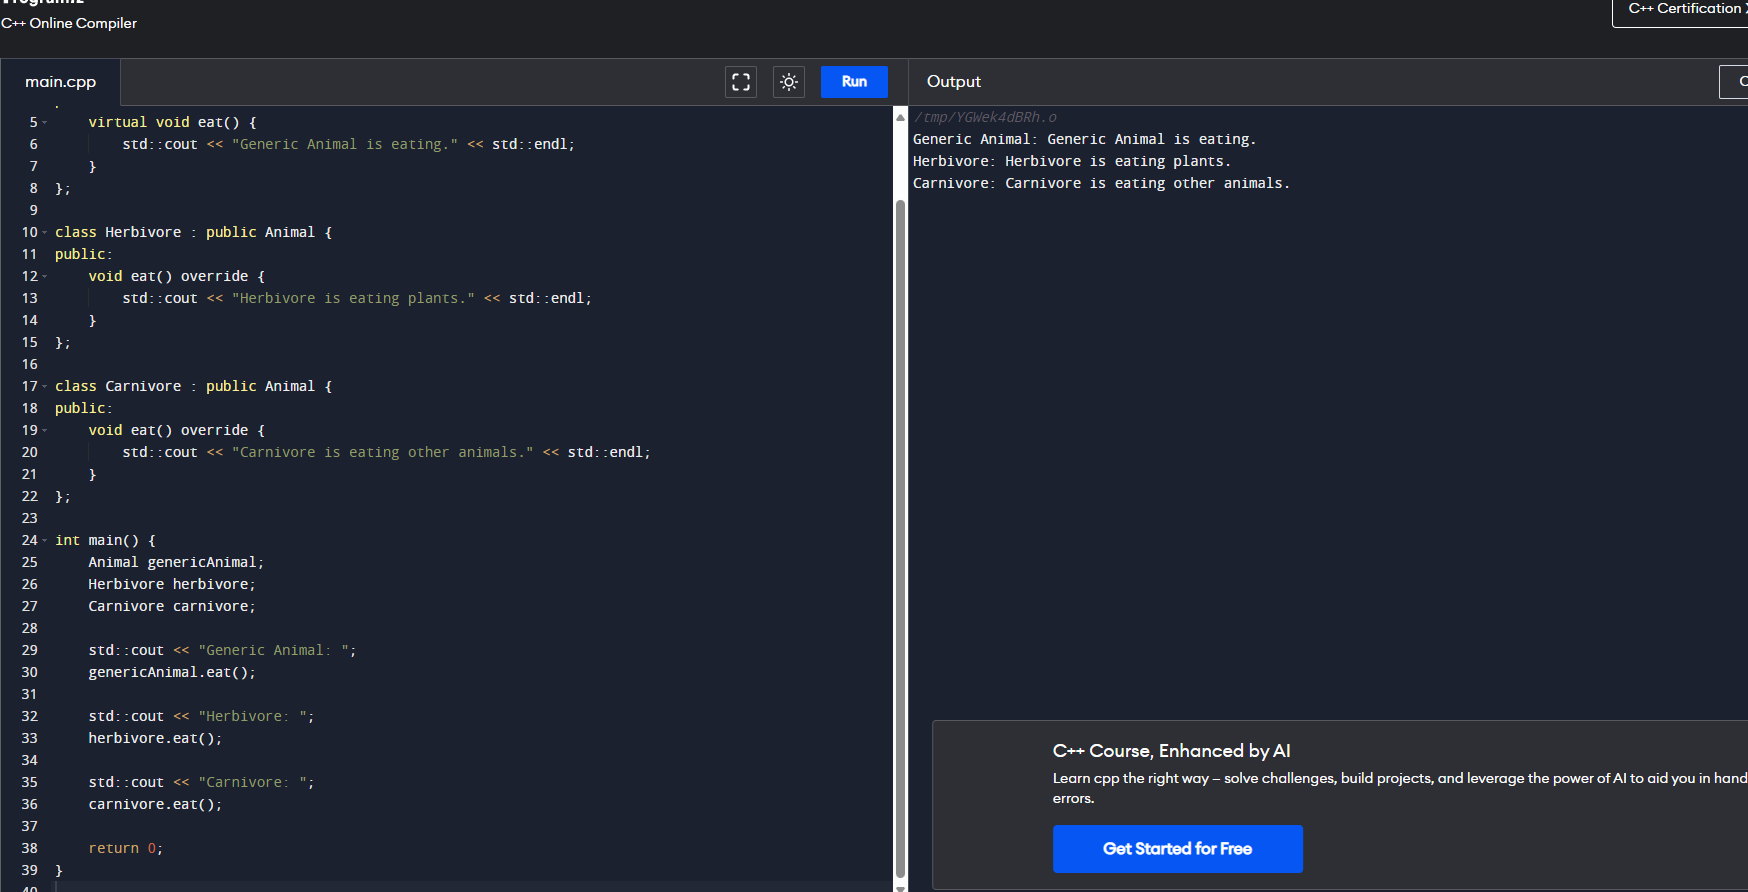 C++ Online Compiler
C++ Certification
main.cpp
Run
Output
5 virtual void eat() {
6 std::cout << "Generic Animal is eating." << std::endl;
7 }
8 };
9
10 class Herbivore : public Animal {
11 public:
12 void eat() override {
13 std::cout << "Herbivore is eating plants." << std::endl;
14 }
15 };
16
17 class Carnivore : public Animal {
18 public:
19 void eat() override {
20 std::cout << "Carnivore is eating other animals." << std::endl;
21 }
22 };
23
24 int main() {
25 Animal genericAnimal;
26 Herbivore herbivore;
27 Carnivore carnivore;
28
29 std::cout << "Generic Animal: ";
30 genericAnimal.eat();
31
32 std::cout << "Herbivore: ";
33 herbivore.eat();
34
35 std::cout << "Carnivore: ";
36 carnivore.eat();
37
38 return 0;
39 }
40
/tmp/YGWek4dBRh.o
Generic Animal: Generic Animal is eating.
Herbivore: Herbivore is eating plants.
Carnivore: Carnivore is eating other animals.
C++ Course, Enhanced by AI
Learn cpp the right way – solve challenges, build projects, and leverage the power of AI to aid you in hand
errors.
Get Started for Free